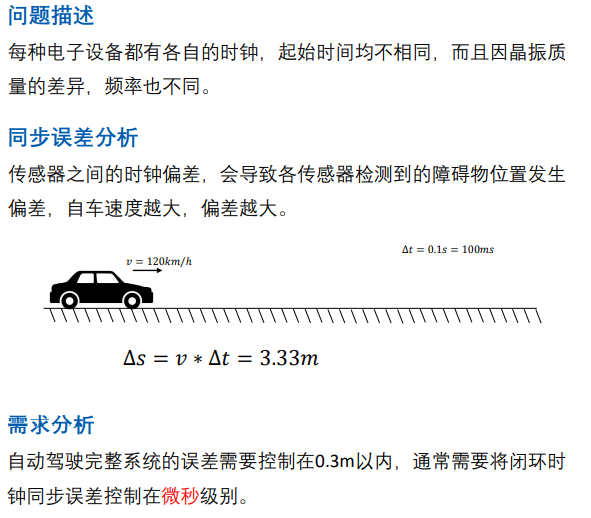 问题描述
每种电子设备都有各自的时钟，起始时间均不相同，而且因晶振质
量的差异，频率也不同。
同步误差分析
传感器之间的时钟偏差，会导致各传感器检测到的障碍物位置发生
偏差，自车速度越大，偏差越大。
Δt = 0.1s = 100ms
v = 120km/h
Δs = v ∗ Δt = 3.33m
需求分析
自动驾驶完整系统的误差需要控制在0.3m以内，通常需要将闭环时
钟同步误差控制在微秒级别。